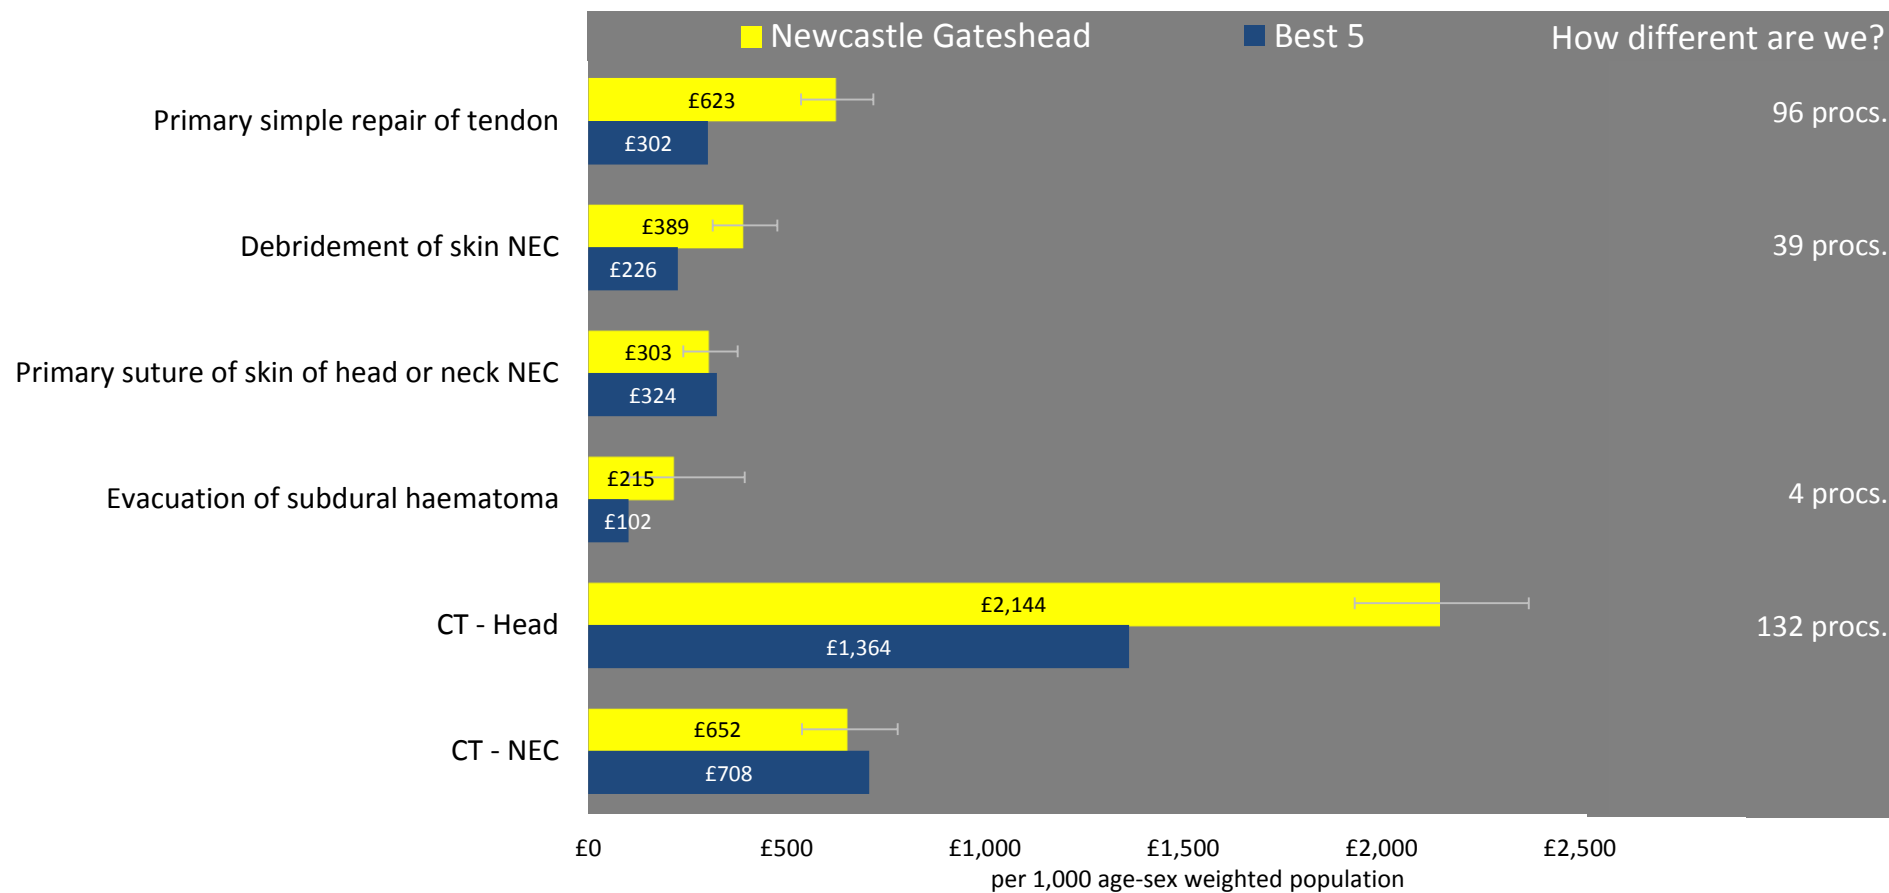 Newcastle Gateshead Best 5 How different are we?
Primary simple repair of tendon £623 £302 96 procs.
Debridement of skin NEC £389 £226 39 procs.
Primary suture of skin of head or neck NEC £303 £324
Evacuation of subdural haematoma £215 £102 4 procs.
CT - Head £2,144 £1,364 132 procs.
CT - NEC £652 £708
£0 £500 £1,000 £1,500 £2,000 £2,500
per 1,000 age-sex weighted population